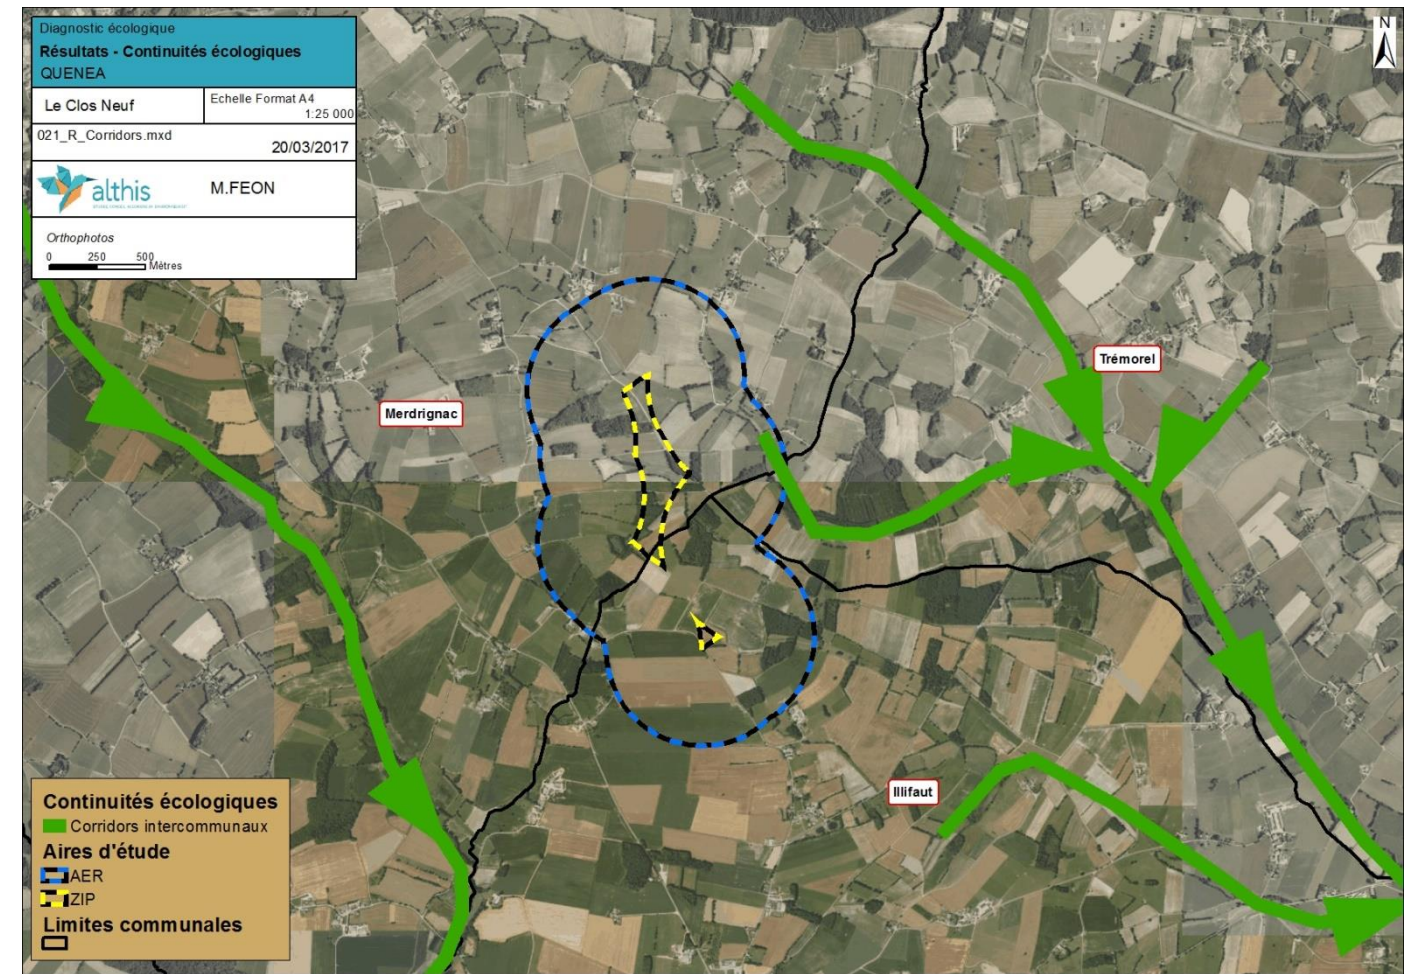 Diagnostic écologique
Résultats - Continuités écologiques
QUENEA
Le Clos Neuf
Echelle Format A4
1:25 000
021_R_Corridors.mxd
20/03/2017
althis
M.FEON
Orthophotos
0 250 500
Mètres
N
Trémorel
Merdrignac
Illifaut
Continuités écologiques
Corridors intercommunaux
Aires d'étude
AER
ZIP
Limites communales